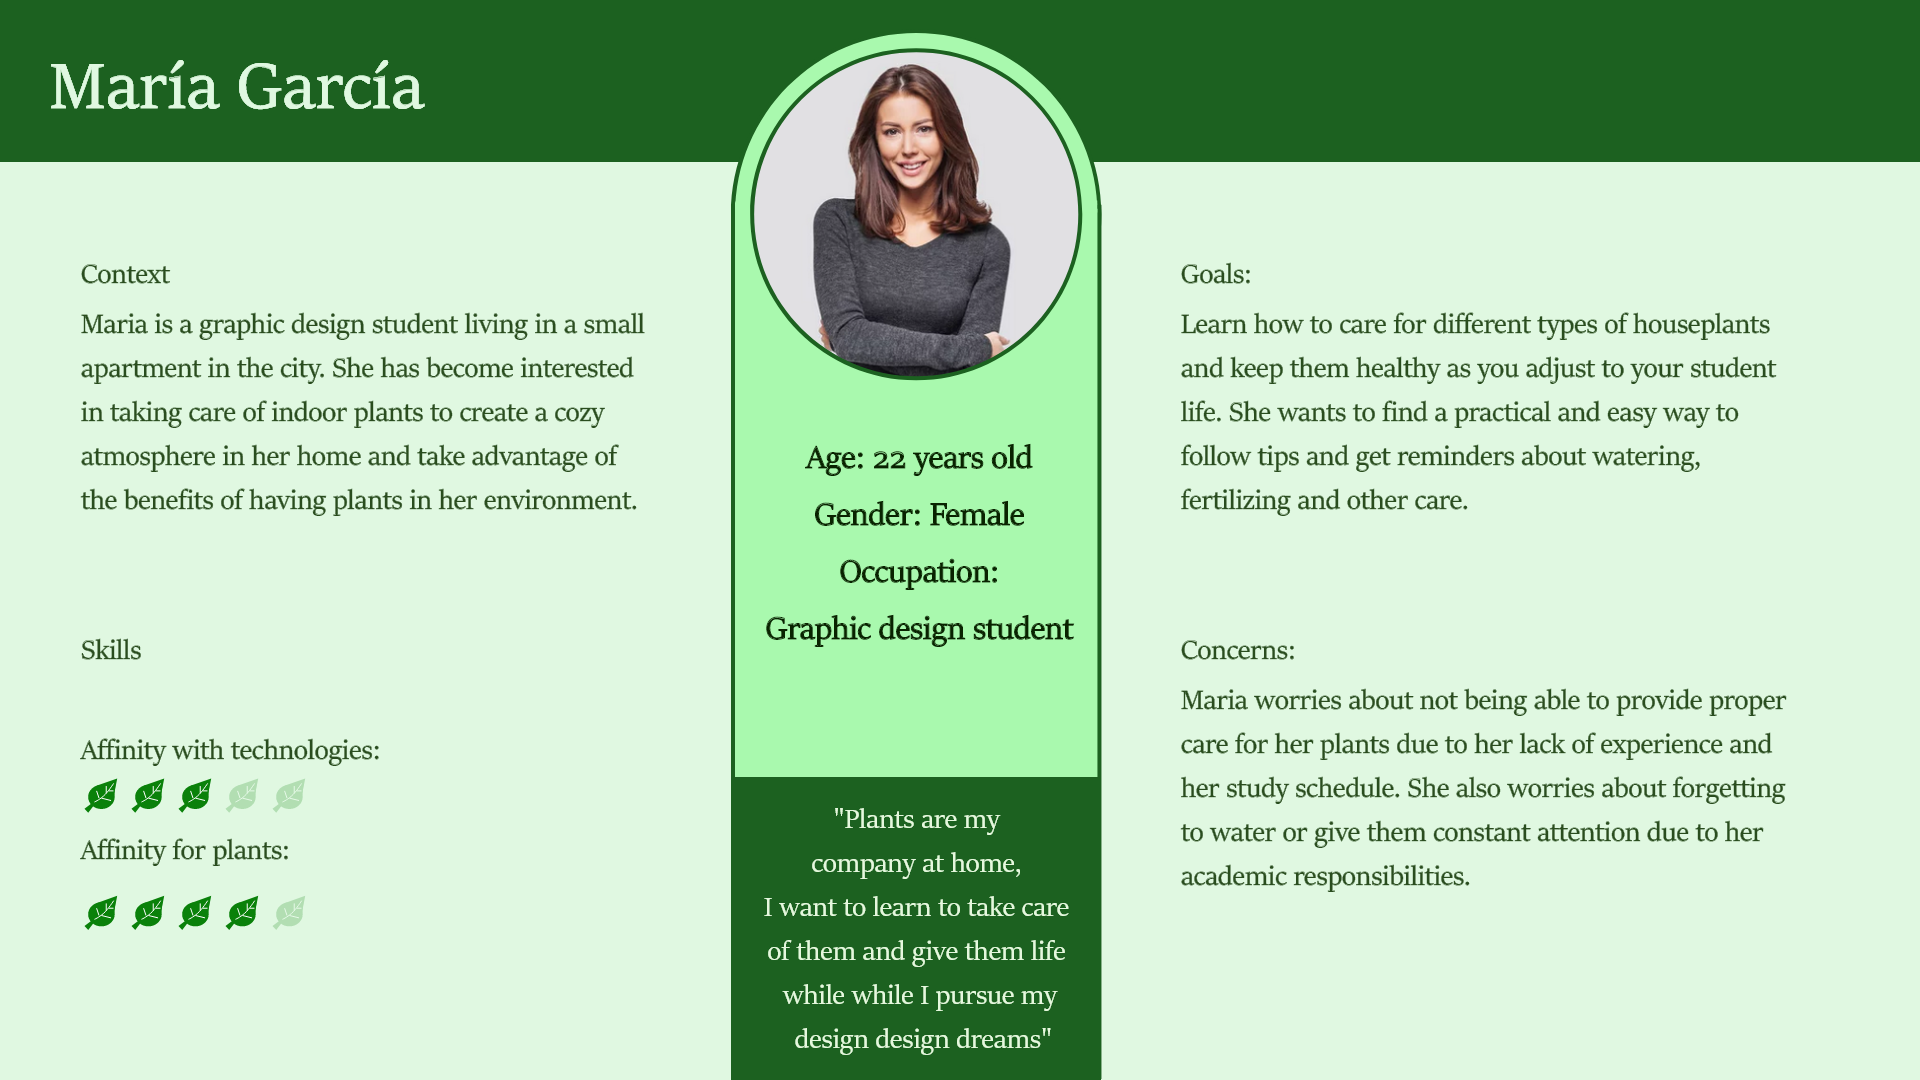 María García
Context
Maria is a graphic design student living in a small
apartment in the city. She has become interested
in taking care of indoor plants to create a cozy
atmosphere in her home and take advantage of
the benefits of having plants in her environment.
Skills
Affinity with technologies:
Affinity for plants:
Age: 22 years old
Gender: Female
Occupation:
Graphic design student
"Plants are my
company at home,
I want to learn to take care
of them and give them life
while while I pursue my
design design dreams"
Goals:
Learn how to care for different types of houseplants
and keep them healthy as you adjust to your student
life. She wants to find a practical and easy way to
follow tips and get reminders about watering,
fertilizing and other care.
Concerns:
Maria worries about not being able to provide proper
care for her plants due to her lack of experience and
her study schedule. She also worries about forgetting
to water or give them constant attention due to her
academic responsibilities.